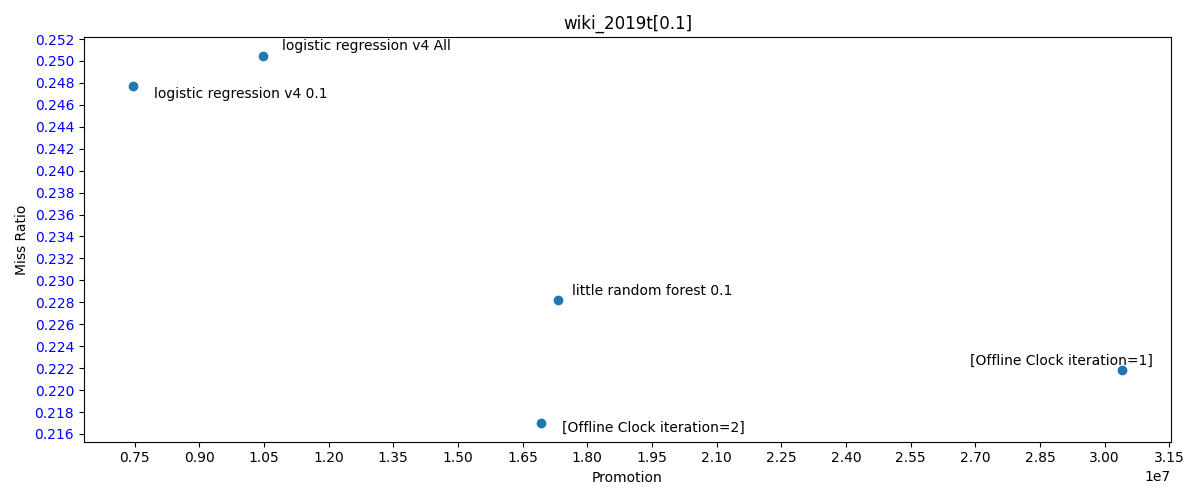 wiki_2019t[0.1]
Miss Ratio
0.252
0.250
0.248
0.246
0.244
0.242
0.240
0.238
0.236
0.234
0.232
0.230
0.228
0.226
0.224
0.222
0.220
0.218
0.216
logistic regression v4 All
logistic regression v4 0.1
little random forest 0.1
[Offline Clock iteration=1]
[Offline Clock iteration=2]
0.75 0.90 1.05 1.20 1.35 1.50 1.65 1.80 1.95 2.10 2.25 2.40 2.55 2.70 2.85 3.00 3.15
1e7
Promotion